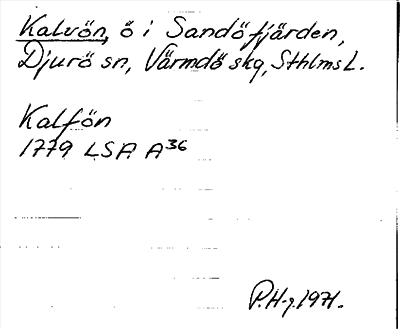 Kalvön, ö i Sandöfjärden,
Djurö sn, Värmdö skg, Sthlms L.
Kalfön
1779 LSA A36
P.H-g. 1971.